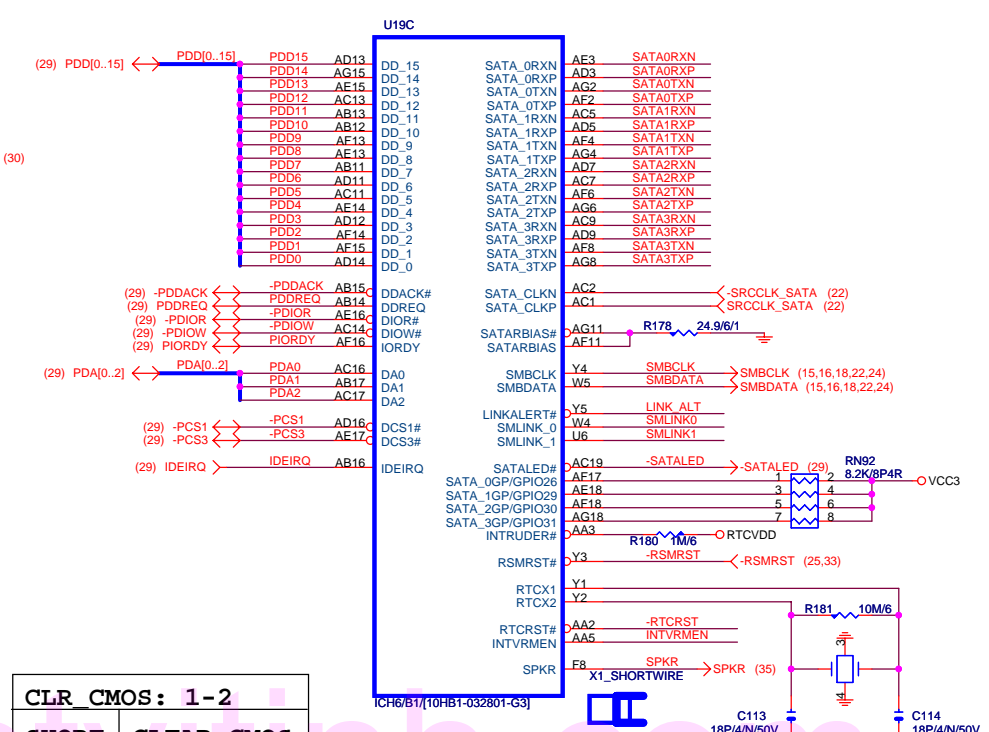 U19C
(29) PDD[0..15] PDD[0..15]
PDD15 AD13 DD_15 SATA_0RXN AE3 SATA0RXN
PDD14 AG15 DD_14 SATA_0RXP AD3 SATA0RXP
PDD13 AE15 DD_13 SATA_0TXN AG2 SATA0TXN
PDD12 AC13 DD_12 SATA_0TXP AF2 SATA0TXP
PDD11 AB13 DD_11 SATA_1RXN AC5 SATA1RXN
PDD10 AB12 DD_10 SATA_1RXP AD5 SATA1RXP
PDD9 AF13 DD_9 SATA_1TXN AF4 SATA1TXN
(30) PDD8 AE13 DD_8 SATA_1TXP AG4 SATA1TXP
PDD7 AB11 DD_7 SATA_2RXN AD7 SATA2RXN
PDD6 AD11 DD_6 SATA_2RXP AC7 SATA2RXP
PDD5 AC11 DD_5 SATA_2TXN AF6 SATA2TXN
PDD4 AE14 DD_4 SATA_2TXP AG6 SATA2TXP
PDD3 AD12 DD_3 SATA_3RXN AC9 SATA3RXN
PDD2 AF14 DD_2 SATA_3RXP AD9 SATA3RXP
PDD1 AF15 DD_1 SATA_3TXN AF8 SATA3TXN
PDD0 AD14 DD_0 SATA_3TXP AG8 SATA3TXP
(29) -PDDACK -PDDACK AB15 DDACK# SATA_CLKN AC2 -SRCCLK_SATA (22)
(29) PDDREQ PDDREQ AB14 DDREQ SATA_CLKP AC1 SRCCLK_SATA (22)
(29) -PDIOR -PDIOR AE16 DIOR#
(29) -PDIOW -PDIOW AC14 DIOW# SATARBIAS# AG11 R178 24.9/6/1
(29) PIORDY PIORDY AF16 IORDY SATARBIAS AF11
(29) PDA[0..2] PDA[0..2] PDA0 AC16 DA0 SMBCLK Y4 SMBCLK SMBCLK (15,16,18,22,24)
PDA1 AB17 DA1 SMBDATA W5 SMBDATA SMBDATA (15,16,18,22,24)
PDA2 AC17 DA2
LINKALERT# Y5 LINK_ALT
(29) -PCS1 -PCS1 AD16 DCS1# SMLINK_0 W4 SMLINK0
(29) -PCS3 -PCS3 AE17 DCS3# SMLINK_1 U6 SMLINK1
(29) IDEIRQ IDEIRQ AB16 IDEIRQ SATALED# AC19 -SATALED -SATALED (29)
RN92
8.2K/8P4R
SATA_0GP/GPIO26 AF17 1 2 VCC3
SATA_1GP/GPIO29 AE18 3 4
SATA_2GP/GPIO30 AF18 5 6
SATA_3GP/GPIO31 AG18 7 8
INTRUDER# AA3 R180 1M/6 RTCVDD
RSMRST# Y3 -RSMRST -RSMRST (25,33)
RTCX1 Y1
RTCX2 Y2
R181 10M/6
RTCRST# AA2 -RTCRST
INTVRMEN AA5 INTVRMEN
3
SPKR F8 SPKR SPKR (35)
X1_SHORTWIRE
4
ICH6/B1/[10HB1-032801-G3]
CLR_CMOS: 1-2
SHORT CLEAR CMOS
C113 C114
18P/4/N/50V 18P/4/N/50V